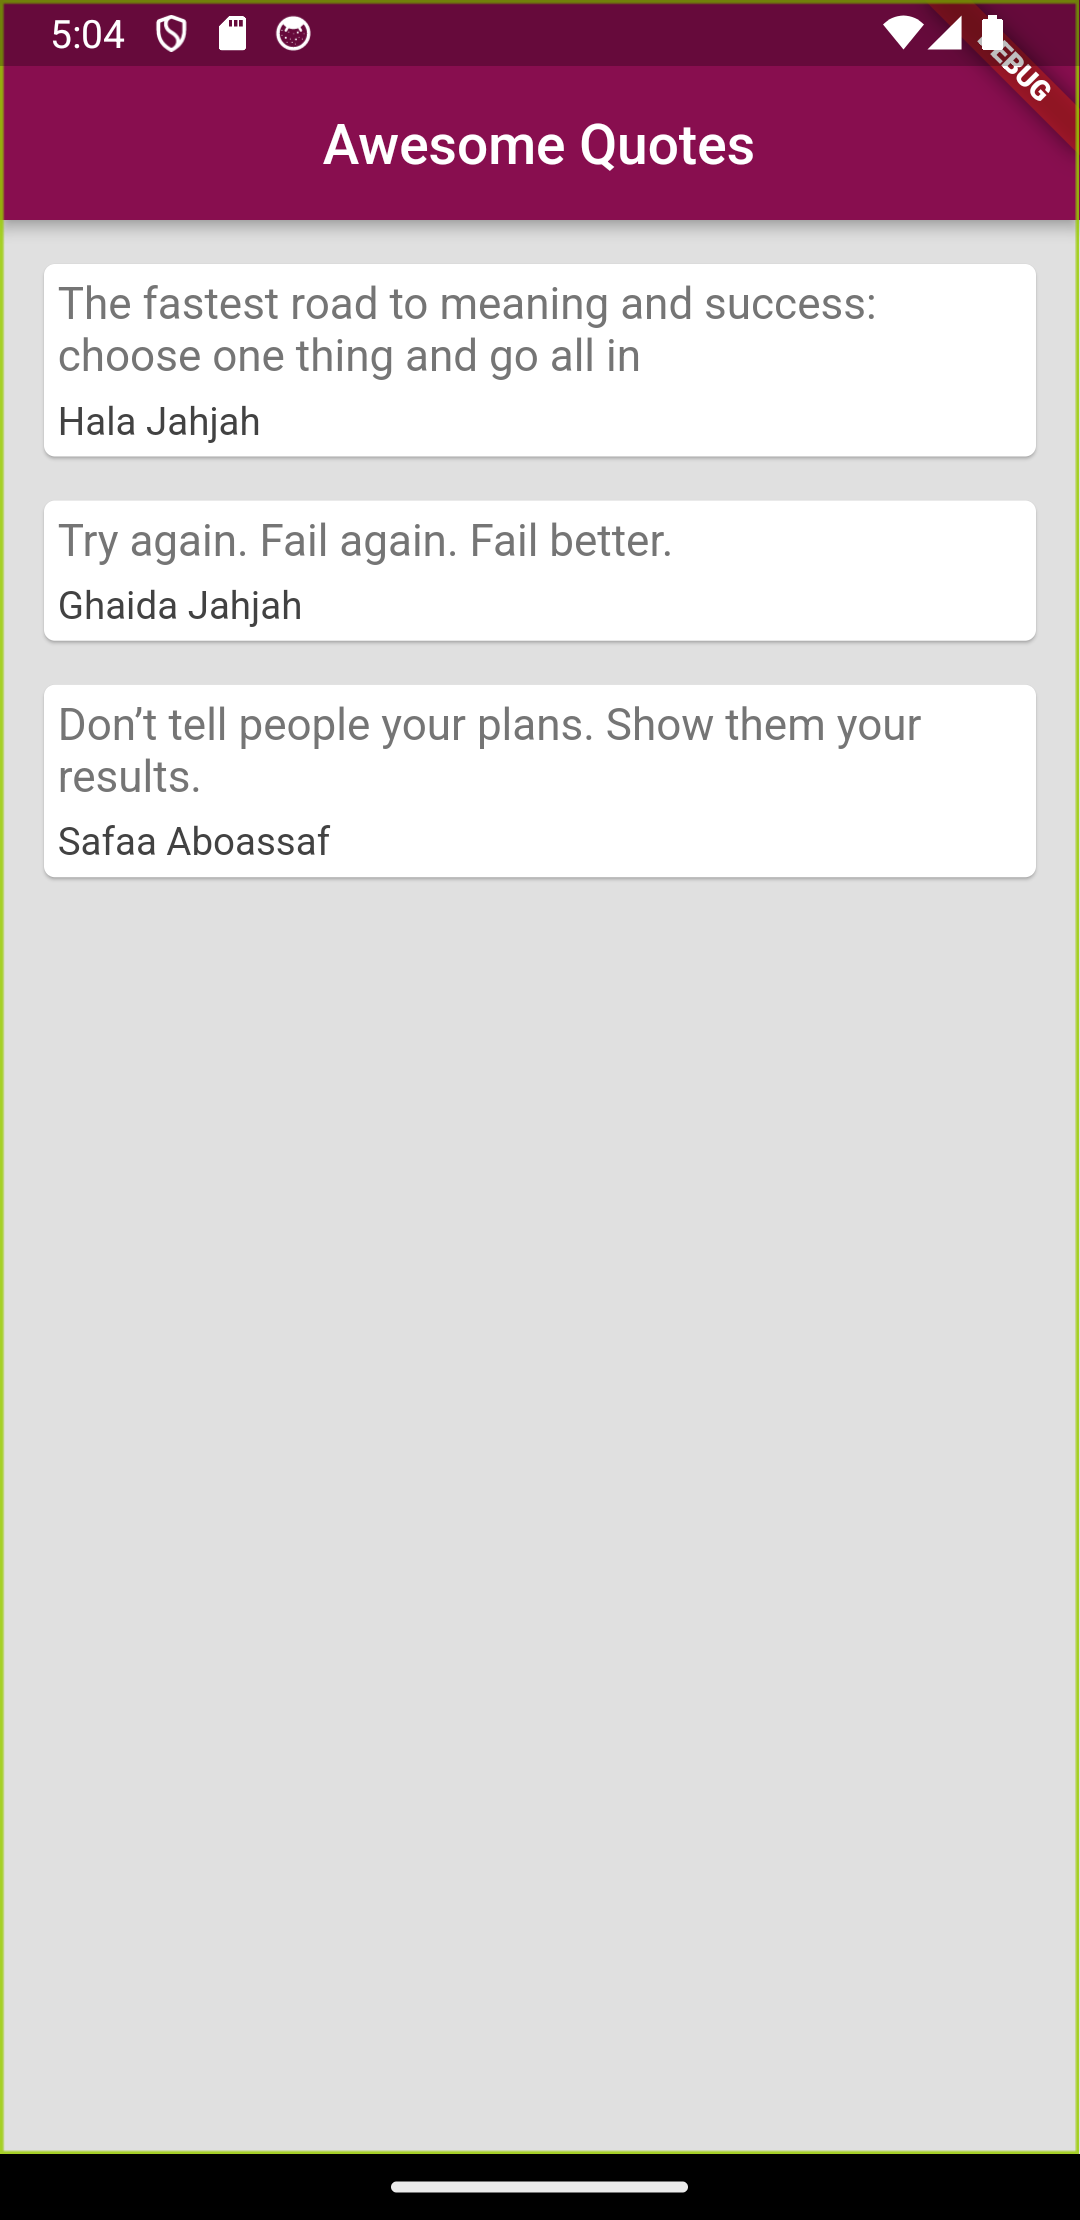 5:04
DEBUG
Awesome Quotes
The fastest road to meaning and success:
choose one thing and go all in
Hala Jahjah
Try again. Fail again. Fail better.
Ghaida Jahjah
Don’t tell people your plans. Show them your
results.
Safaa Aboassaf